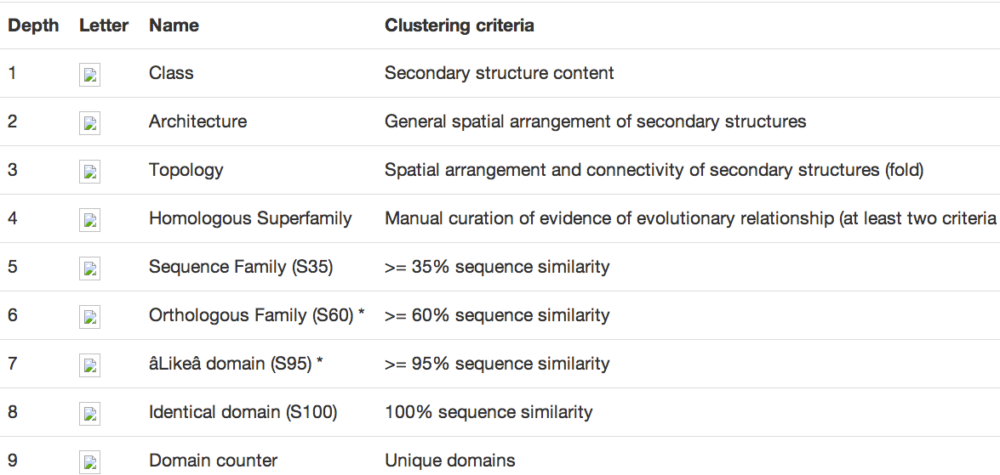 Depth Letter Name Clustering criteria
1 Class Secondary structure content
2 Architecture General spatial arrangement of secondary structures
3 Topology Spatial arrangement and connectivity of secondary structures (fold)
4 Homologous Superfamily Manual curation of evidence of evolutionary relationship (at least two criteria
5 Sequence Family (S35) >= 35% sequence similarity
6 Orthologous Family (S60) * >= 60% sequence similarity
7 âLikeâ domain (S95) * >= 95% sequence similarity
8 Identical domain (S100) 100% sequence similarity
9 Domain counter Unique domains